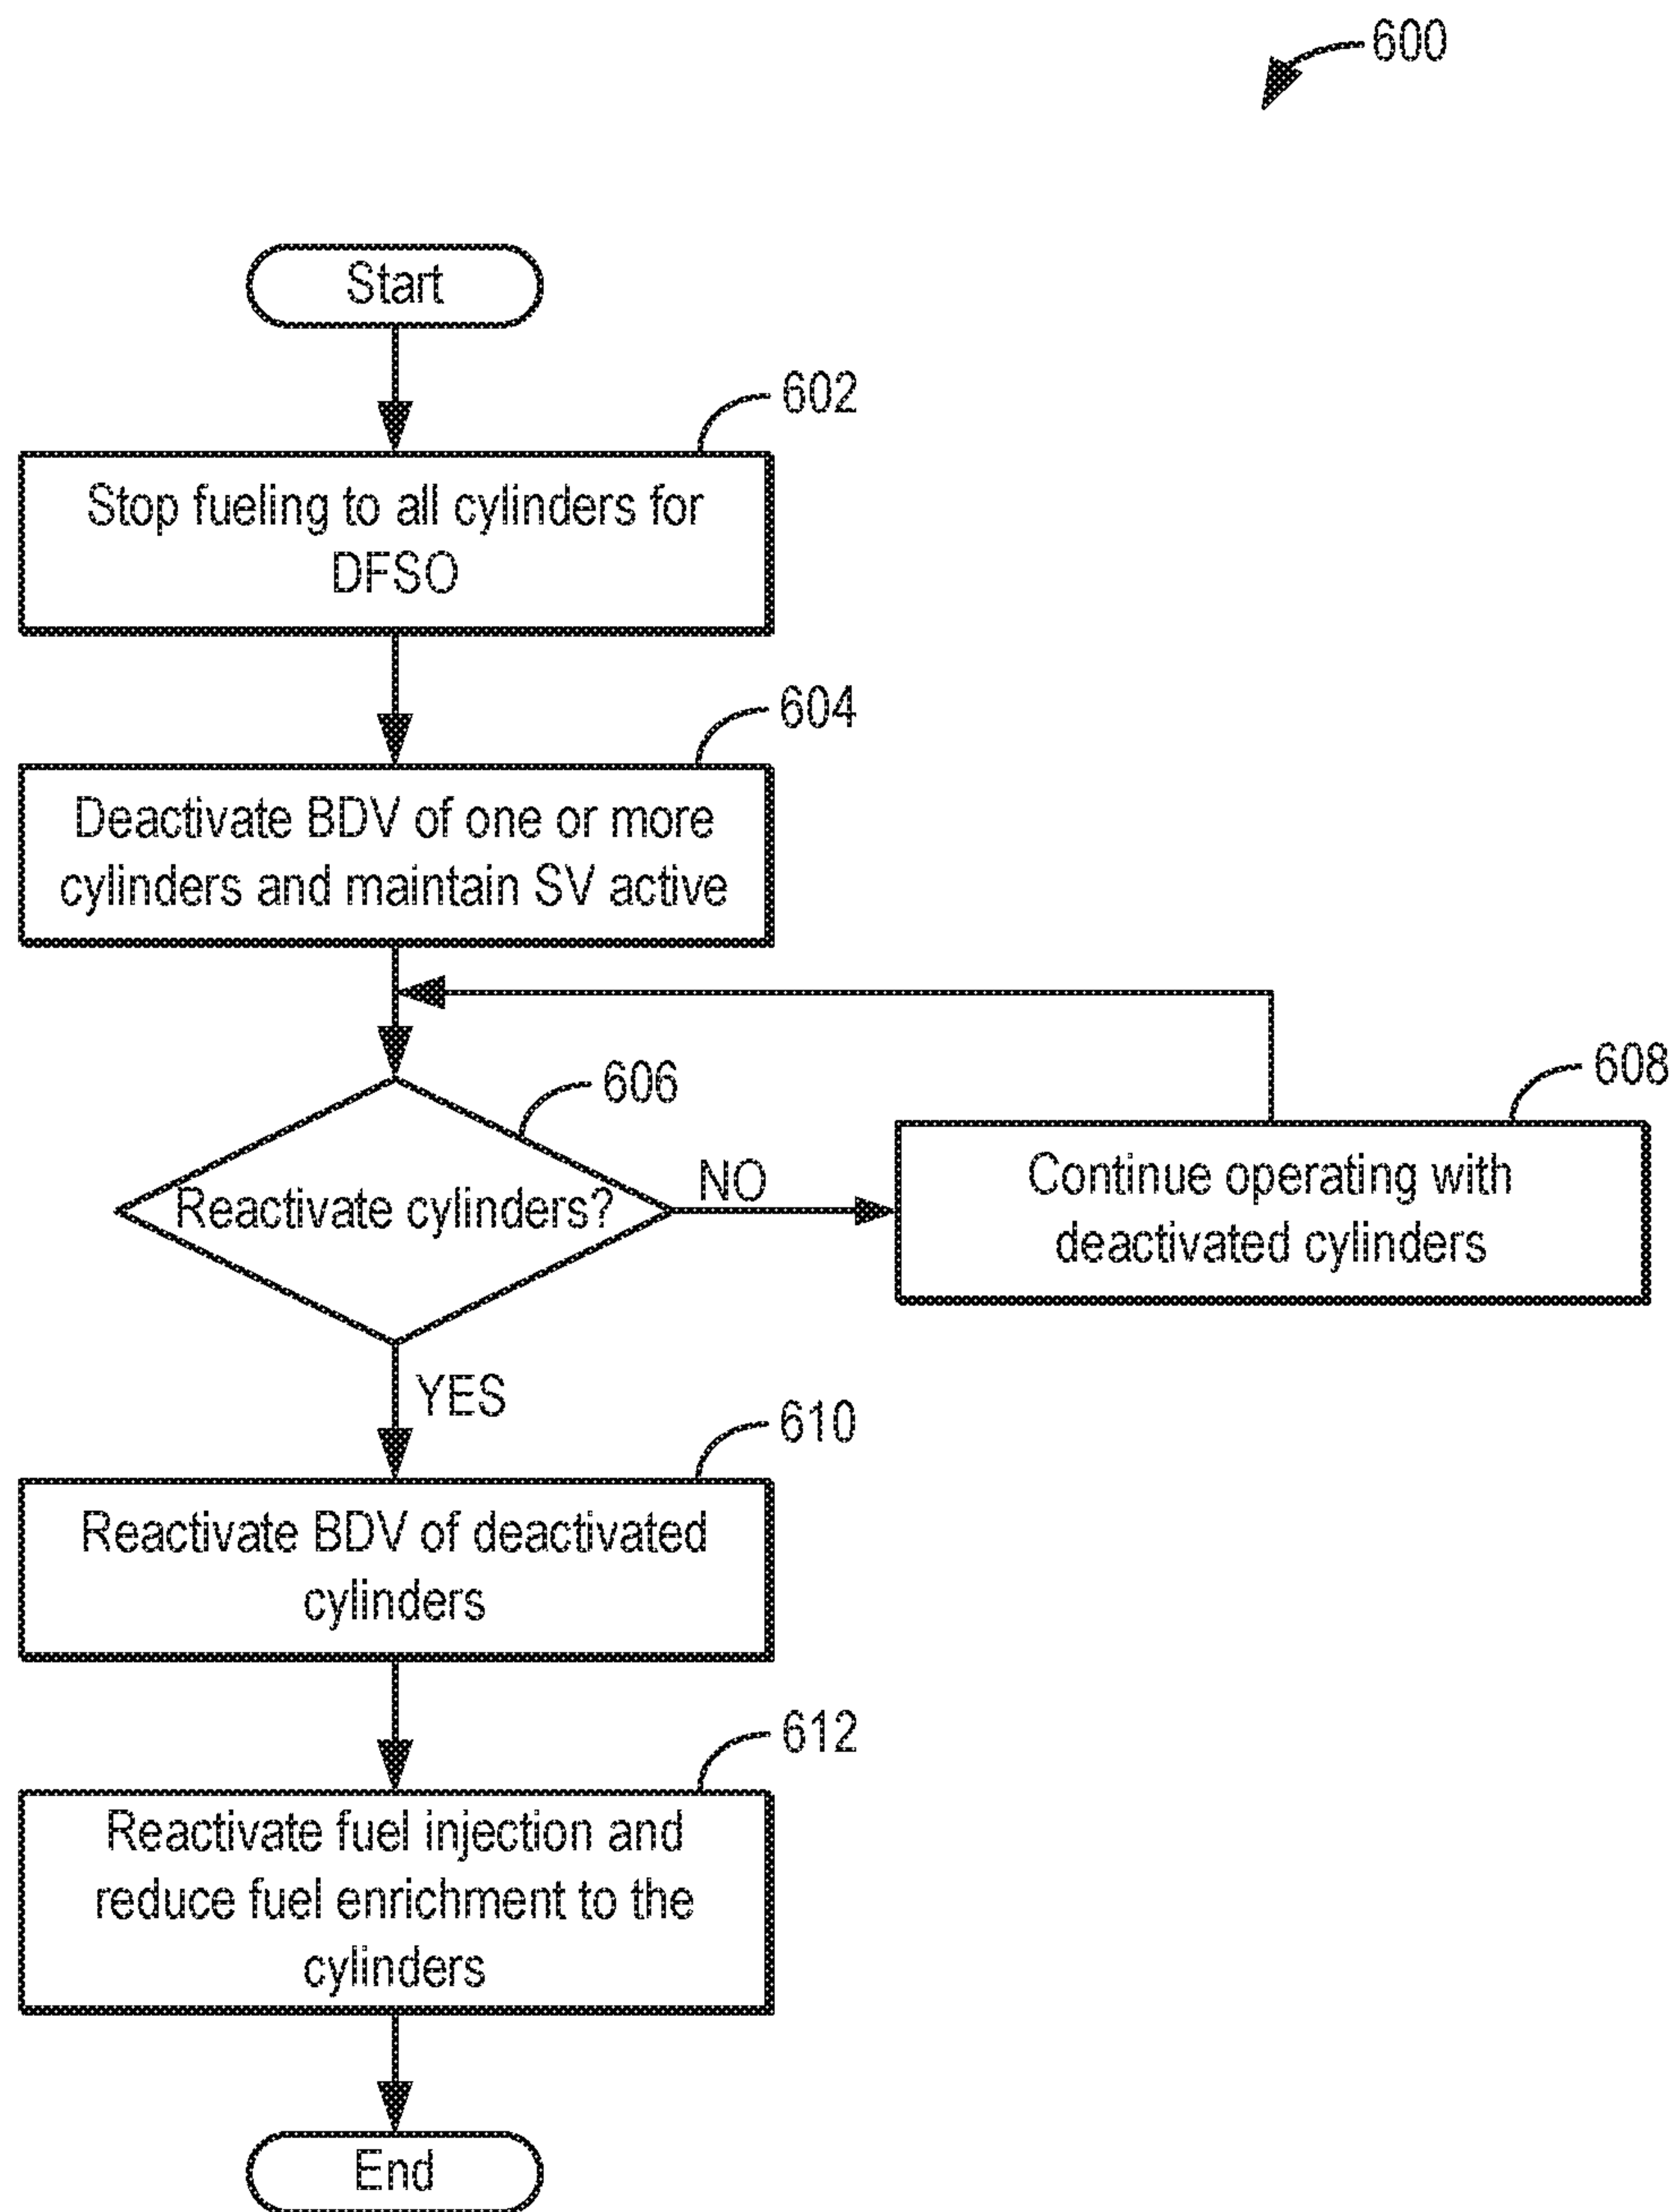 600
Start
602
Stop fueling to all cylinders for
DFSO
604
Deactivate BDV of one or more
cylinders and maintain SV active
606
608
Reactivate cylinders?
NO
Continue operating with
deactivated cylinders
YES
610
Reactivate BDV of deactivated
cylinders
612
Reactivate fuel injection and
reduce fuel enrichment to the
cylinders
End